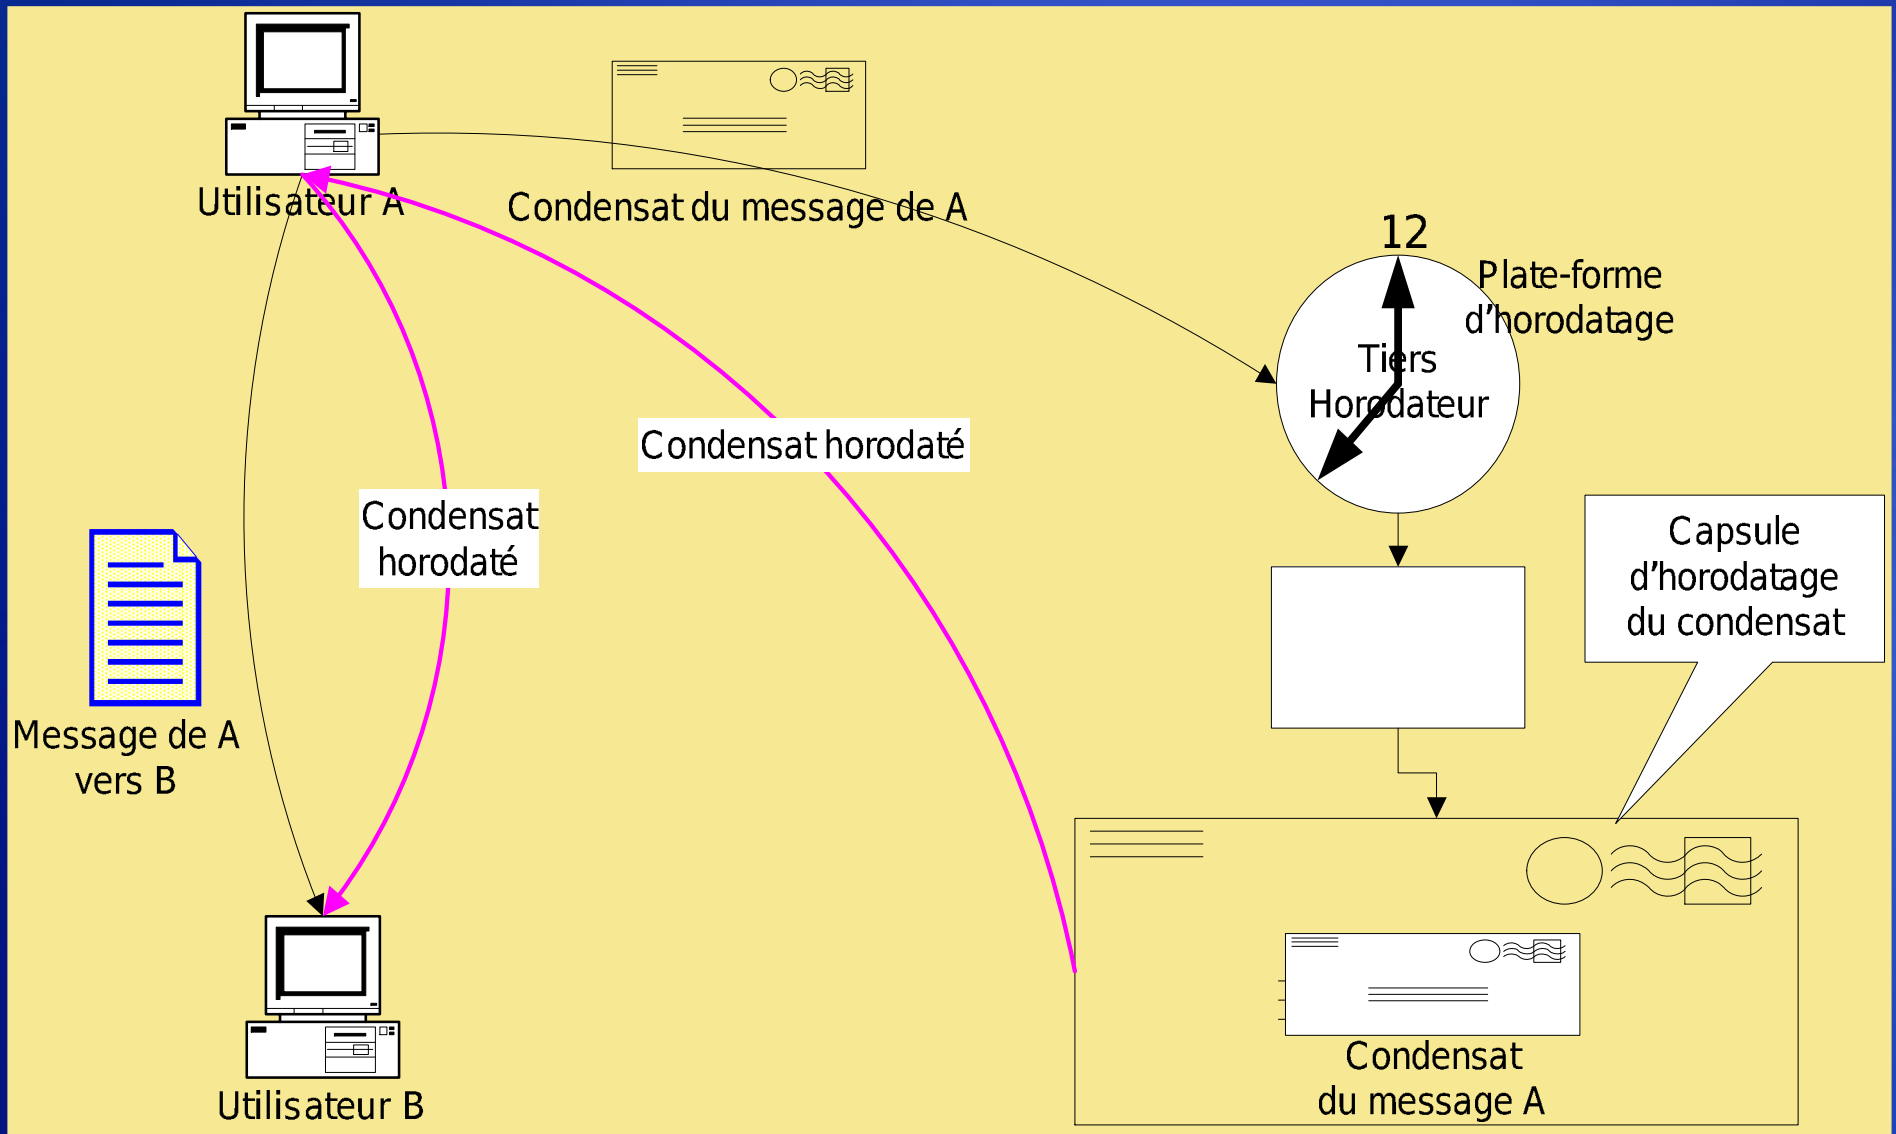 Utilisateur A
Condensat du message de A
12
Plate-forme
d'horodatage
Tiers
Horodateur
Condensat horodaté
Condensat
horodaté
Capsule
d'horodatage
du condensat
Message de A
vers B
Condensat
du message A
Utilisateur B